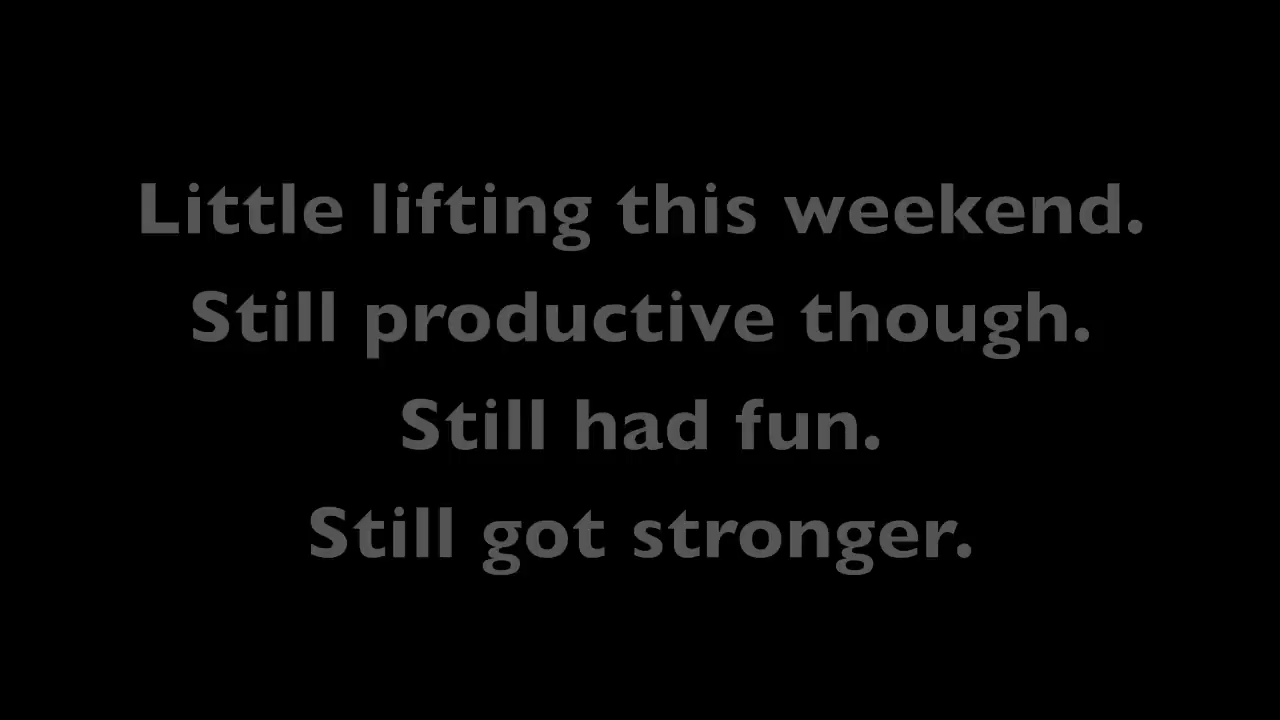 Little lifting this weekend.
Still productive though.
Still had fun.
Still got stronger.